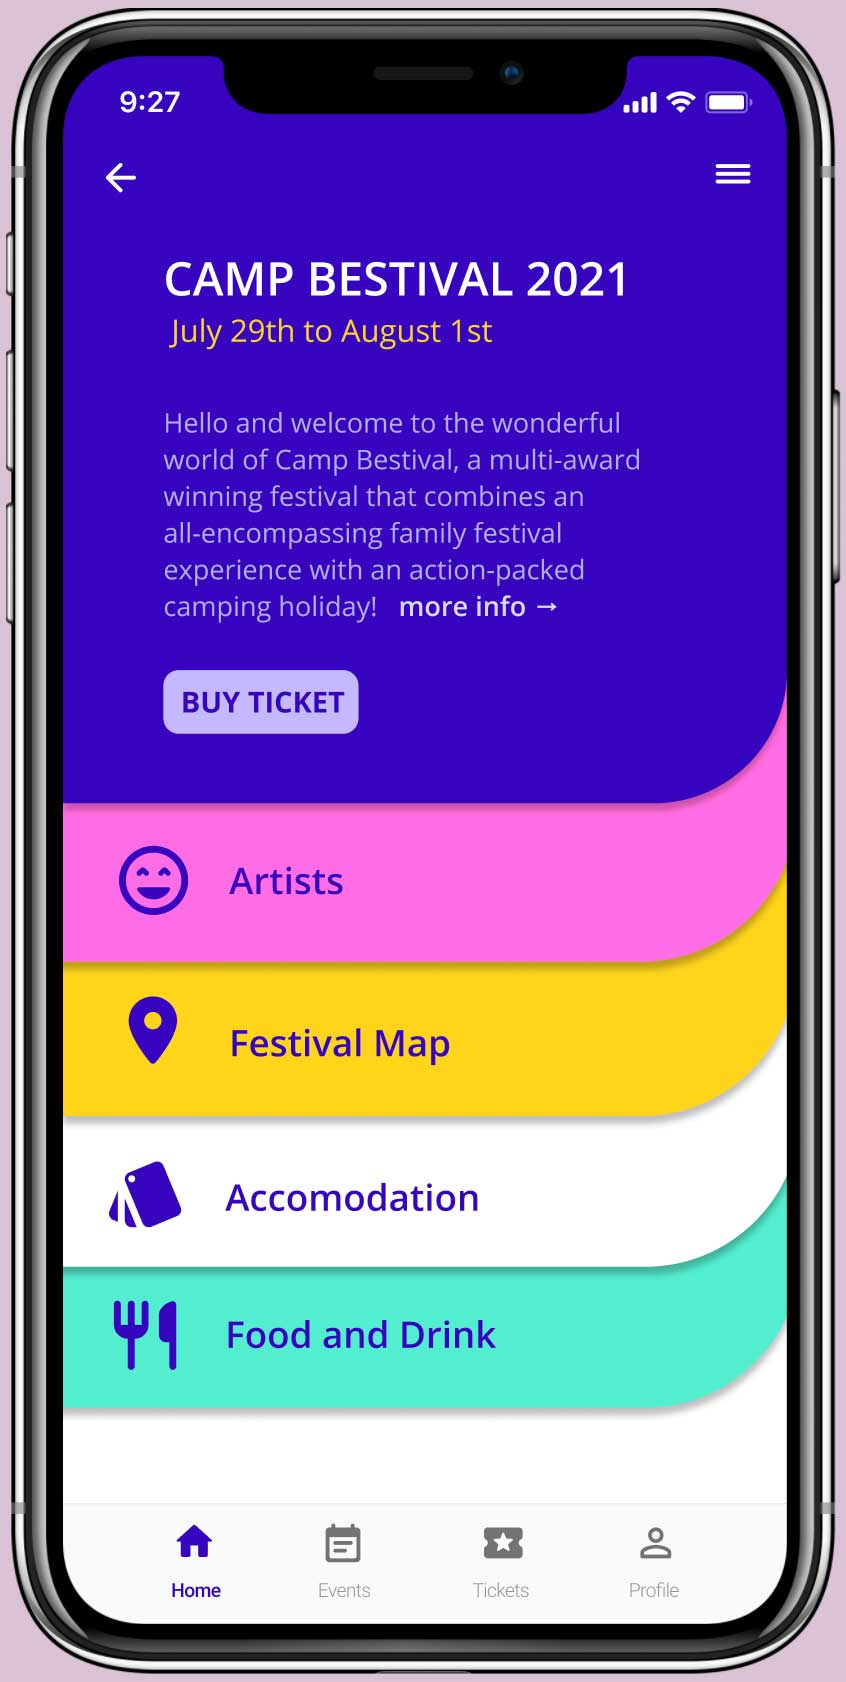 9:27
CAMP BESTIVAL 2021
July 29th to August 1st
Hello and welcome to the wonderful
world of Camp Bestival, a multi-award
winning festival that combines an
all-encompassing family festival
experience with an action-packed
camping holiday! more info →
BUY TICKET
Artists
Festival Map
Accomodation
Food and Drink
Home Events Tickets Profile